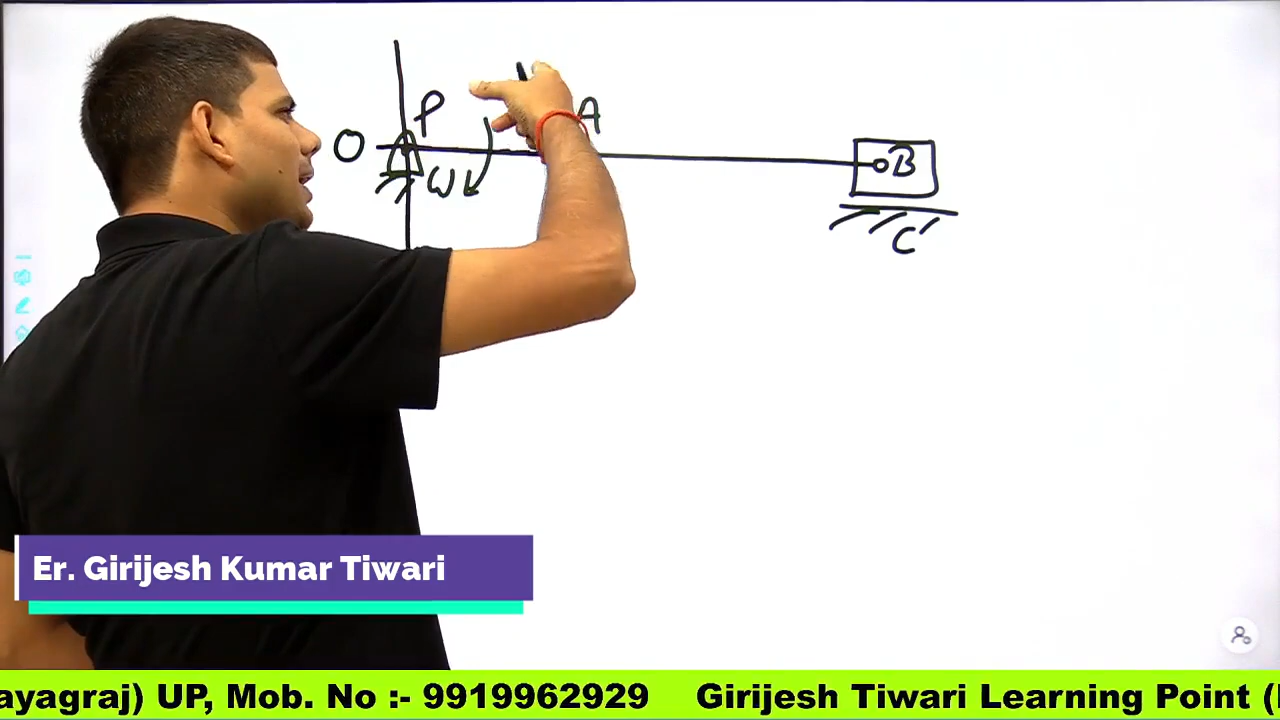 O P A
ω B
C
Er. Girijesh Kumar Tiwari
ayagraj) UP, Mob. No :- 9919962929 Girijesh Tiwari Learning Point (